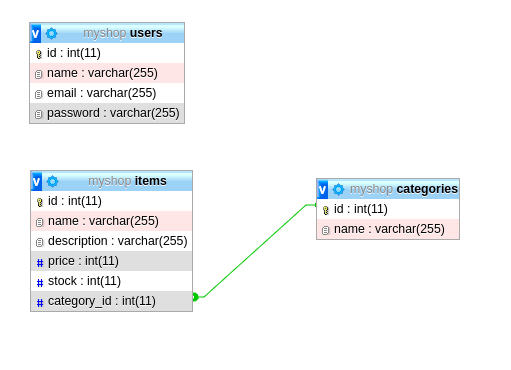 v myshop users
id : int(11)
name : varchar(255)
email : varchar(255)
password : varchar(255)
v myshop items
id : int(11)
name : varchar(255)
description : varchar(255)
# price : int(11)
# stock : int(11)
# category_id : int(11)
v myshop categories
id : int(11)
name : varchar(255)